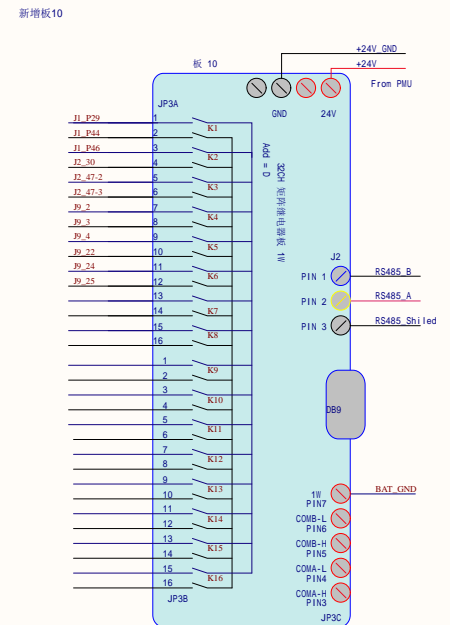 新增板10
+24V_GND
板 10
+24V
From PMU
JP3A
GND
24V
J1_P29
1
K1
J1_P44
2
J1_P46
3
K2
J2_30
4
J2_47-2
5
K3
J2_47-3
6
J9_2
7
K4
J9_3
8
J9_4
9
K5
J9_22
10
J9_24
11
K6
J9_25
12
13
K7
14
15
K8
16
Add = D
32CH 矩阵继电器板 1W
J2
PIN 1
RS485_B
PIN 2
RS485_A
PIN 3
RS485_Shiled
1
K9
2
3
K10
4
5
K11
6
7
K12
8
9
K13
10
11
K14
12
13
K15
14
15
K16
16
DB9
1W
PIN7
BAT_GND
COMB-L
PIN6
COMB-H
PIN5
COMA-L
PIN4
COMA-H
PIN3
JP3B
JP3C